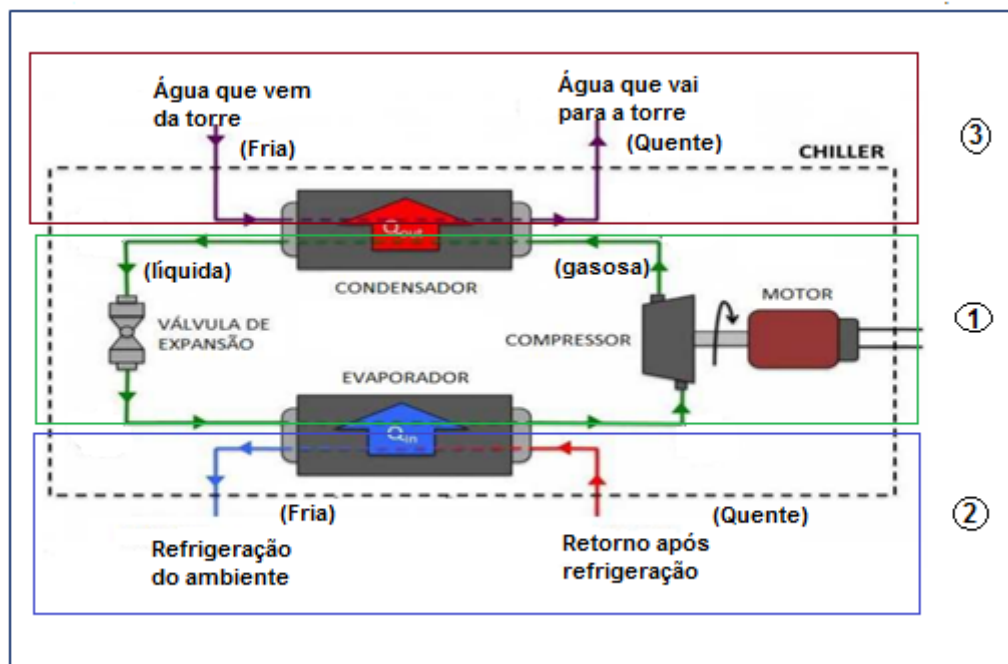 Água que vem
da torre
(Fria)
Água que vai
para a torre
(Quente)
3
CHILLER
Qout
(líquida)
(gasosa)
CONDENSADOR
MOTOR
VÁLVULA DE
EXPANSÃO
COMPRESSOR
1
EVAPORADOR
Qin
(Fria)
(Quente)
2
Refrigeração
do ambiente
Retorno após
refrigeração